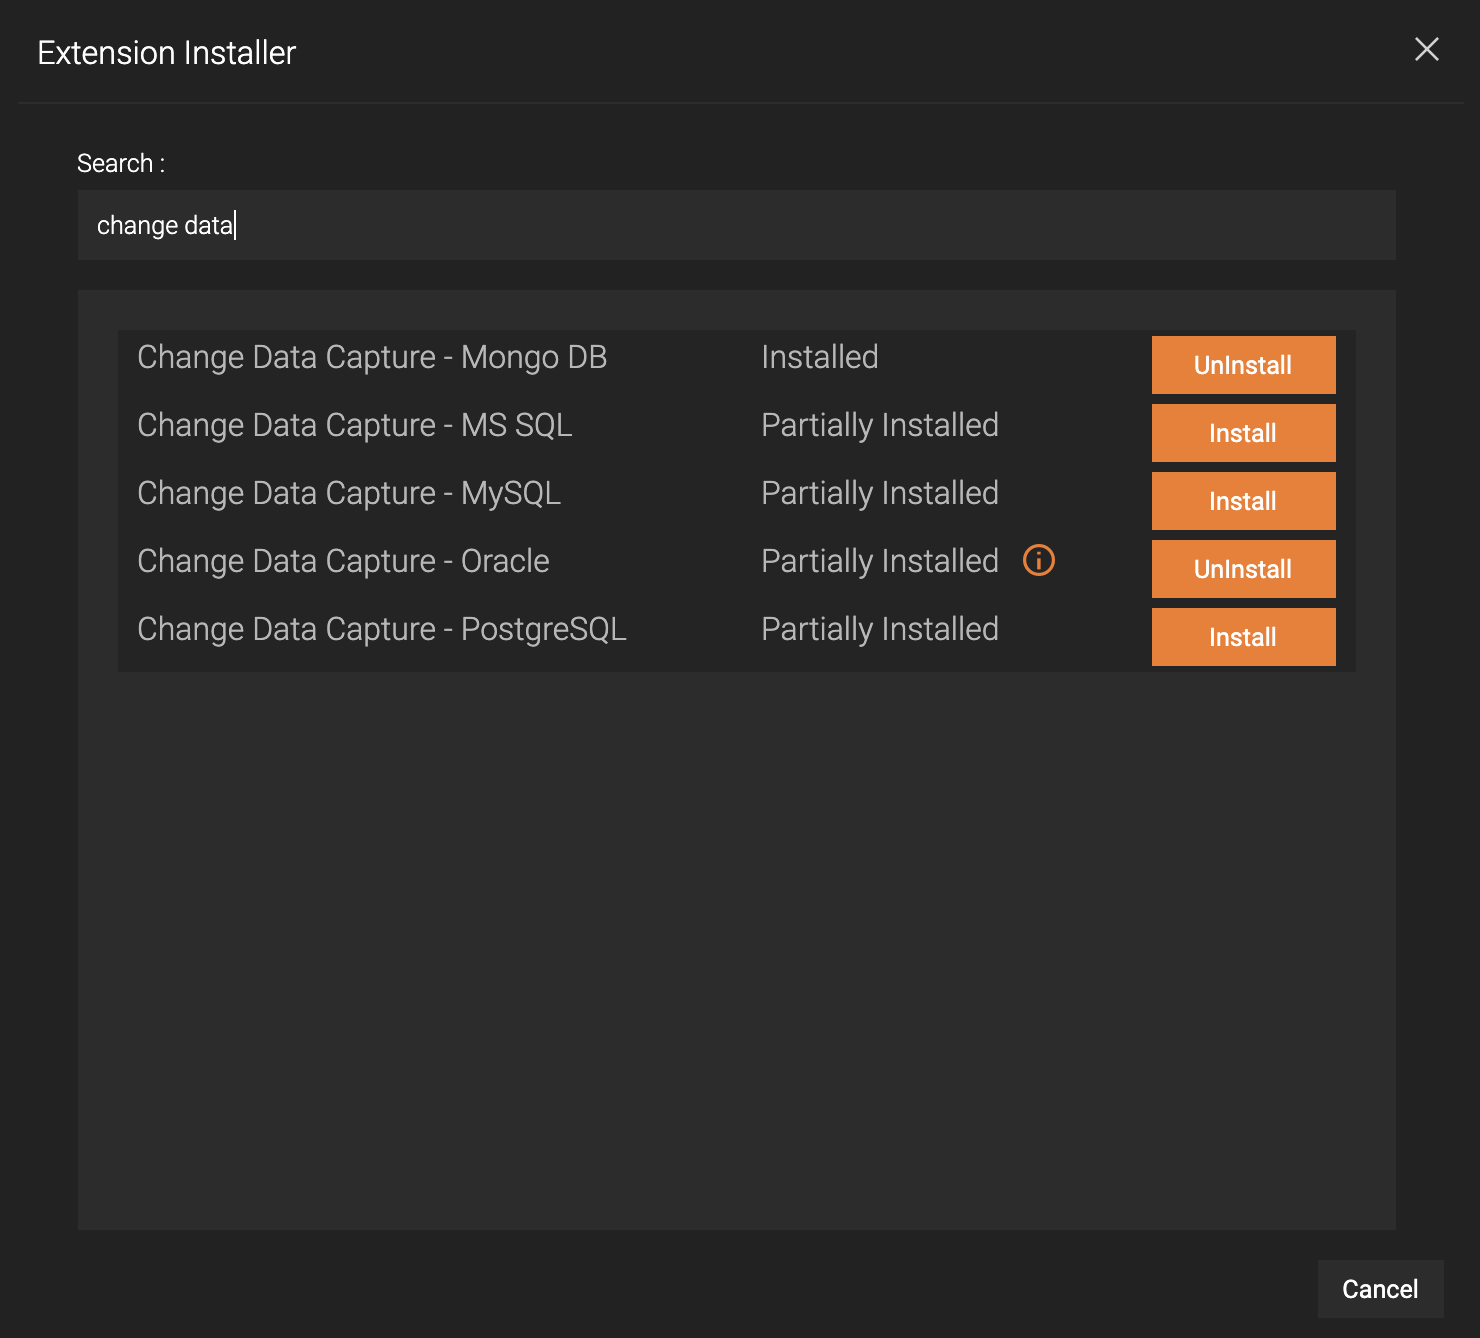 Extension Installer
Search :
change data
Change Data Capture - Mongo DB Installed UnInstall
Change Data Capture - MS SQL Partially Installed Install
Change Data Capture - MySQL Partially Installed Install
Change Data Capture - Oracle Partially Installed UnInstall
Change Data Capture - PostgreSQL Partially Installed Install
Cancel